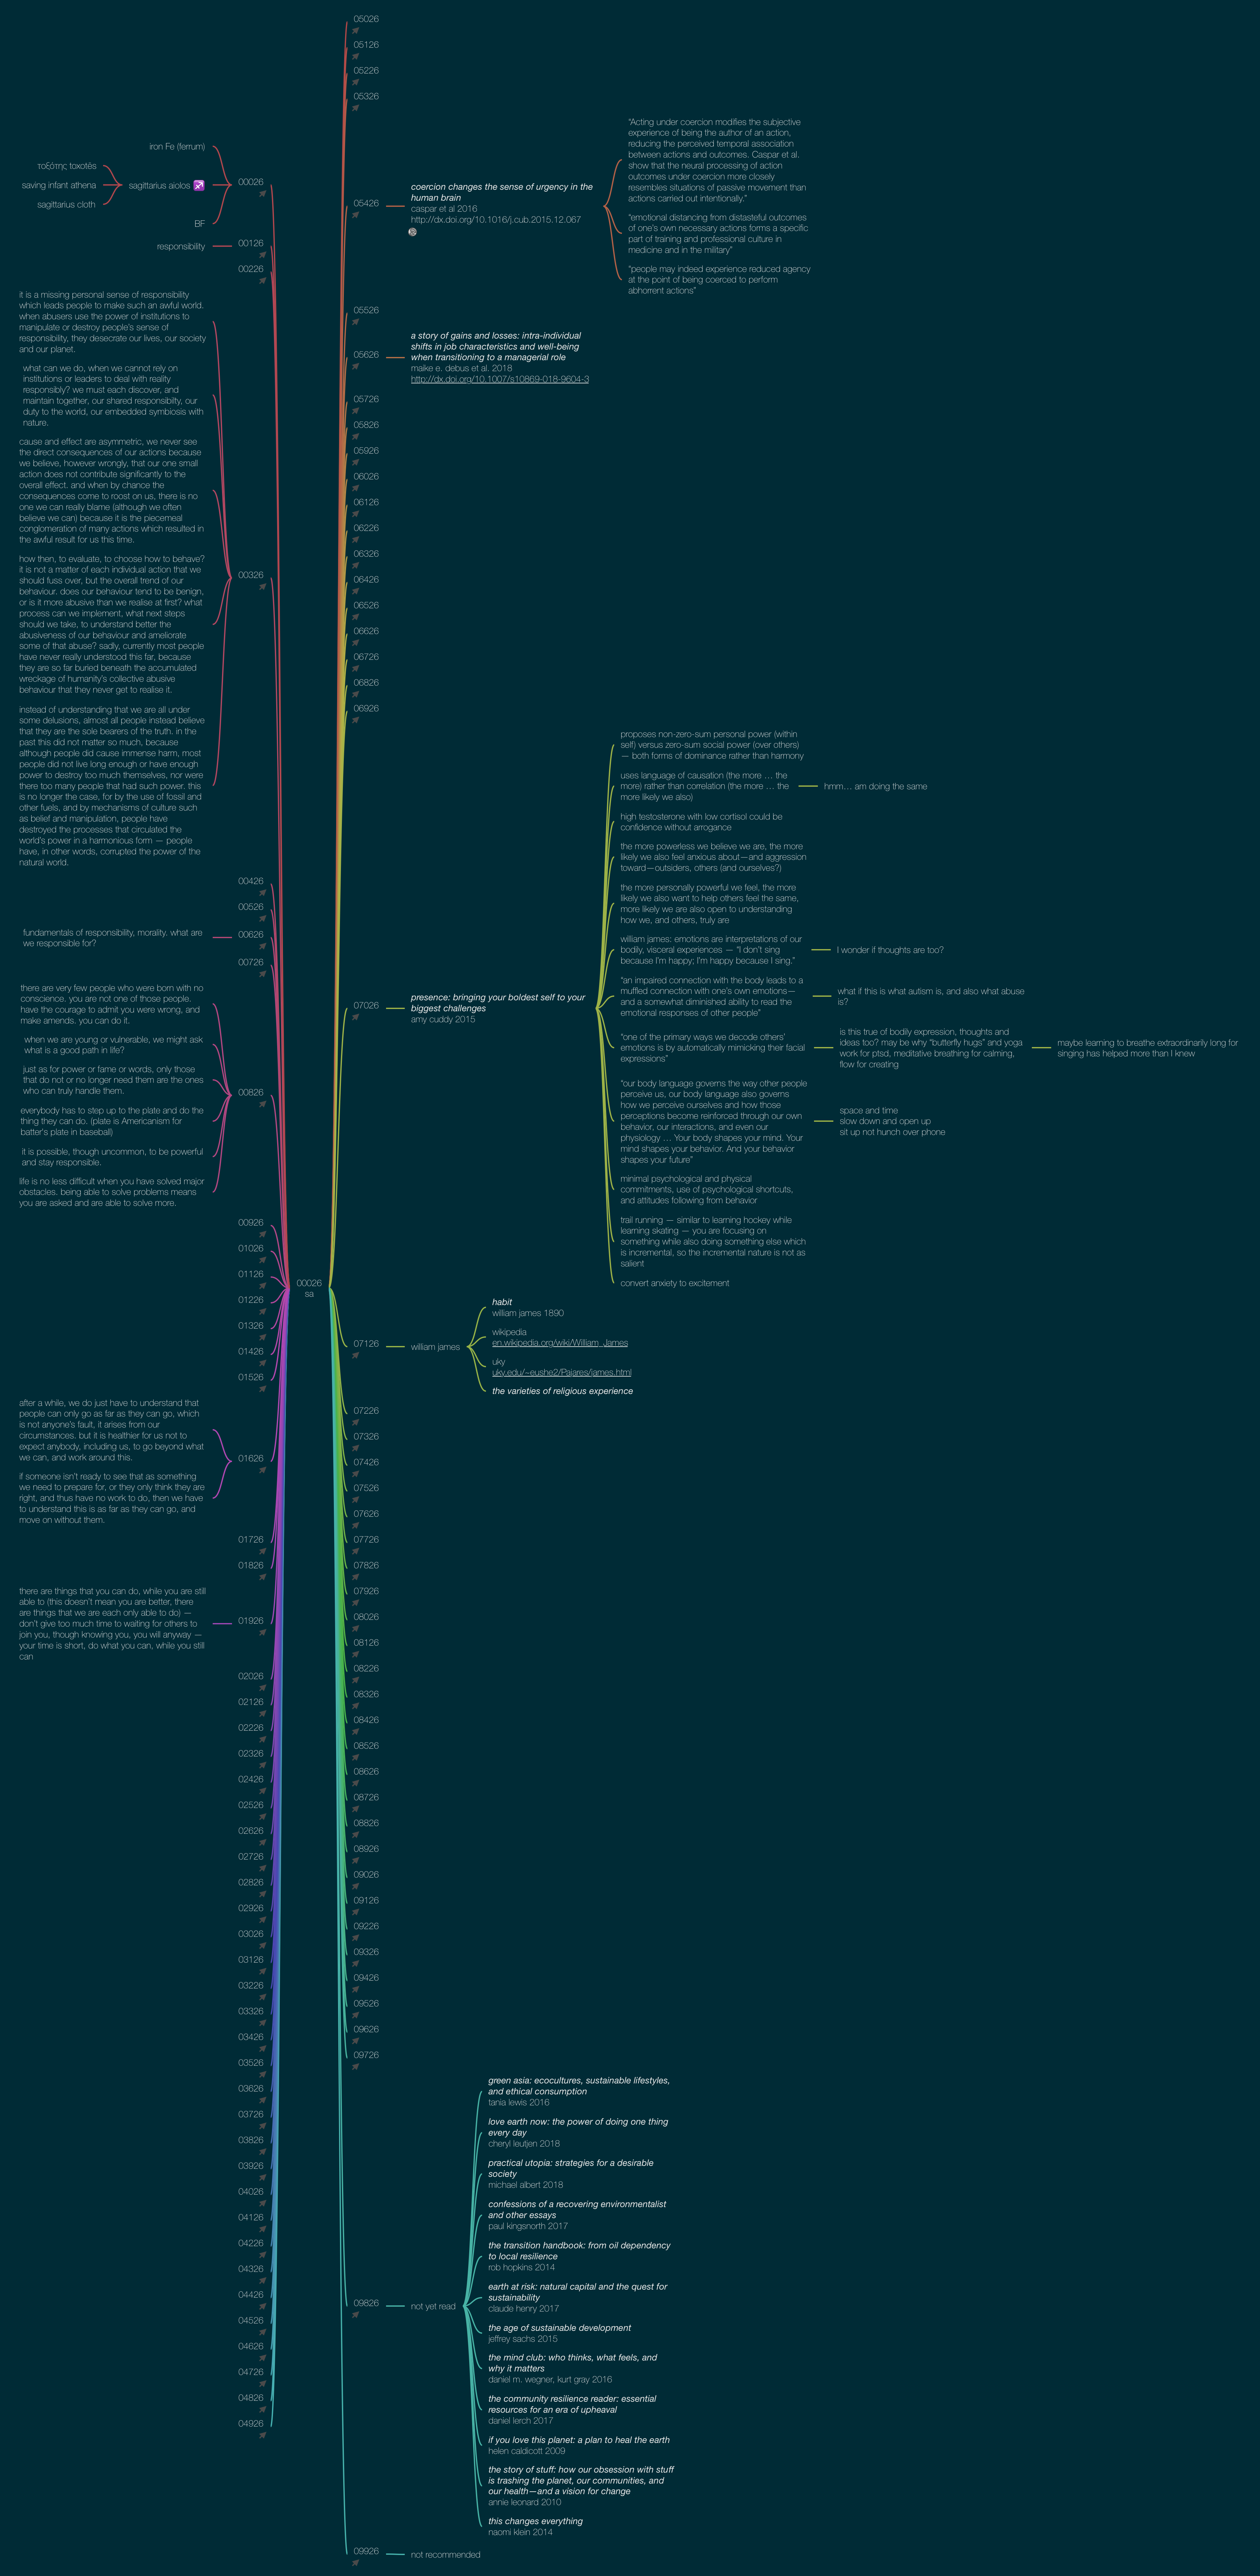 00026
sa
00026
iron Fe (ferrum)
sagittarius aiolos ♐
τοξότης toxotēs
saving infant athena
sagittarius cloth
BF
00126
responsibility
00226
00326
it is a missing personal sense of responsibility
which leads people to make such an awful world.
when abusers use the power of institutions to
manipulate or destroy people's sense of
responsibility, they desecrate our lives, our society
and our planet.
what can we do, when we cannot rely on
institutions or leaders to deal with reality
responsibly? we must each discover, and
maintain together, our shared responsibilty, our
duty to the world, our embedded symbiosis with
nature.
cause and effect are asymmetric, we never see
the direct consequences of our actions because
we believe, however wrongly, that our one small
action does not contribute significantly to the
overall effect. and when by chance the
consequences come to roost on us, there is no
one we can really blame (although we often
believe we can) because it is the piecemeal
conglomeration of many actions which resulted in
the awful result for us this time.
how then, to evaluate, to choose how to behave?
it is not a matter of each individual action that we
should fuss over, but the overall trend of our
behaviour. does our behaviour tend to be benign,
or is it more abusive than we realise at first? what
process can we implement, what next steps
should we take, to understand better the
abusiveness of our behaviour and ameliorate
some of that abuse? sadly, currently most people
have never really understood this far, because
they are so far buried beneath the accumulated
wreckage of humanity's collective abusive
behaviour that they never get to realise it.
instead of understanding that we are all under
some delusions, almost all people instead believe
that they are the sole bearers of the truth. in the
past this did not matter so much, because
although people did cause immense harm, most
people did not live long enough or have enough
power to destroy too much themselves, nor were
there too many people that had such power. this
is no longer the case, for by the use of fossil and
other fuels, and by mechanisms of culture such
as belief and manipulation, people have
destroyed the processes that circulated the
world's power in a harmonious form — people
have, in other words, corrupted the power of the
natural world.
00426
00526
00626
fundamentals of responsibility, morality. what are
we responsible for?
00726
00826
there are very few people who were born with no
conscience. you are not one of those people.
have the courage to admit you were wrong, and
make amends. you can do it.
when we are young or vulnerable, we might ask
what is a good path in life?
just as for power or fame or words, only those
that do not or no longer need them are the ones
who can truly handle them.
everybody has to step up to the plate and do the
thing they can do. (plate is Americanism for
batter's plate in baseball)
it is possible, though uncommon, to be powerful
and stay responsible.
life is no less difficult when you have solved major
obstacles. being able to solve problems means
you are asked and are able to solve more.
00926
01026
01126
01226
01326
01426
01526
01626
after a while, we do just have to understand that
people can only go as far as they can go, which
is not anyone's fault, it arises from our
circumstances. but it is healthier for us not to
expect anybody, including us, to go beyond what
we can, and work around this.
if someone isn't ready to see that as something
we need to prepare for, or they only think they are
right, and thus have no work to do, then we have
to understand this is as far as they can go, and
move on without them.
01726
01826
01926
there are things that you can do, while you are still
able to (this doesn't mean you are better, there
are things that we are each only able to do) —
don't give too much time to waiting for others to
join you, though knowing you, you will anyway —
your time is short, do what you can, while you still
can
02026
02126
02226
02326
02426
02526
02626
02726
02826
02926
03026
03126
03226
03326
03426
03526
03626
03726
03826
03926
04026
04126
04226
04326
04426
04526
04626
04726
04826
04926
05026
05126
05226
05326
05426
coercion changes the sense of urgency in the
human brain
caspar et al 2016
http://dx.doi.org/10.1016/j.cub.2015.12.067
"Acting under coercion modifies the subjective
experience of being the author of an action,
reducing the perceived temporal association
between actions and outcomes. Caspar et al.
show that the neural processing of action
outcomes under coercion more closely
resembles situations of passive movement than
actions carried out intentionally."
"emotional distancing from distasteful outcomes
of one's own necessary actions forms a specific
part of training and professional culture in
medicine and in the military"
"people may indeed experience reduced agency
at the point of being coerced to perform
abhorrent actions"
05526
05626
a story of gains and losses: intra-individual
shifts in job characteristics and well-being
when transitioning to a managerial role
maike e. debus et al. 2018
http://dx.doi.org/10.1007/s10869-018-9604-3
05726
05826
05926
06026
06126
06226
06326
06426
06526
06626
06726
06826
06926
07026
presence: bringing your boldest self to your
biggest challenges
amy cuddy 2015
proposes non-zero-sum personal power (within
self) versus zero-sum social power (over others)
— both forms of dominance rather than harmony
uses language of causation (the more … the
more) rather than correlation (the more … the
more likely we also)
hmm… am doing the same
high testosterone with low cortisol could be
confidence without arrogance
the more powerless we believe we are, the more
likely we also feel anxious about—and aggression
toward—outsiders, others (and ourselves?)
the more personally powerful we feel, the more
likely we also want to help others feel the same,
more likely we are also open to understanding
how we, and others, truly are
william james: emotions are interpretations of our
bodily, visceral experiences — "I don't sing
because I'm happy; I'm happy because I sing."
I wonder if thoughts are too?
"an impaired connection with the body leads to a
muffled connection with one's own emotions—
and a somewhat diminished ability to read the
emotional responses of other people"
what if this is what autism is, and also what abuse
is?
"one of the primary ways we decode others'
emotions is by automatically mimicking their facial
expressions"
is this true of bodily expression, thoughts and
ideas too? may be why "butterfly hugs" and yoga
work for ptsd, meditative breathing for calming,
flow for creating
maybe learning to breathe extraordinarily long for
singing has helped more than I knew
"our body language governs the way other people
perceive us, our body language also governs
how we perceive ourselves and how those
perceptions become reinforced through our own
behavior, our interactions, and even our
physiology … Your body shapes your mind. Your
mind shapes your behavior. And your behavior
shapes your future"
space and time
slow down and open up
sit up not hunch over phone
minimal psychological and physical
commitments, use of psychological shortcuts,
and attitudes following from behavior
trail running — similar to learning hockey while
learning skating — you are focusing on
something while also doing something else which
is incremental, so the incremental nature is not as
salient
convert anxiety to excitement
07126
william james
habit
william james 1890
wikipedia
en.wikipedia.org/wiki/William_James
uky
uky.edu/~eushe2/Pajares/james.html
the varieties of religious experience
07226
07326
07426
07526
07626
07726
07826
07926
08026
08126
08226
08326
08426
08526
08626
08726
08826
08926
09026
09126
09226
09326
09426
09526
09626
09726
09826
not yet read
green asia: ecocultures, sustainable lifestyles,
and ethical consumption
tania lewis 2016
love earth now: the power of doing one thing
every day
cheryl leutjen 2018
practical utopia: strategies for a desirable
society
michael albert 2018
confessions of a recovering environmentalist
and other essays
paul kingsnorth 2017
the transition handbook: from oil dependency
to local resilience
rob hopkins 2014
earth at risk: natural capital and the quest for
sustainability
claude henry 2017
the age of sustainable development
jeffrey sachs 2015
the mind club: who thinks, what feels, and
why it matters
daniel m. wegner, kurt gray 2016
the community resilience reader: essential
resources for an era of upheaval
daniel lerch 2017
if you love this planet: a plan to heal the earth
helen caldicott 2009
the story of stuff: how our obsession with stuff
is trashing the planet, our communities, and
our health—and a vision for change
annie leonard 2010
this changes everything
naomi klein 2014
09926
not recommended